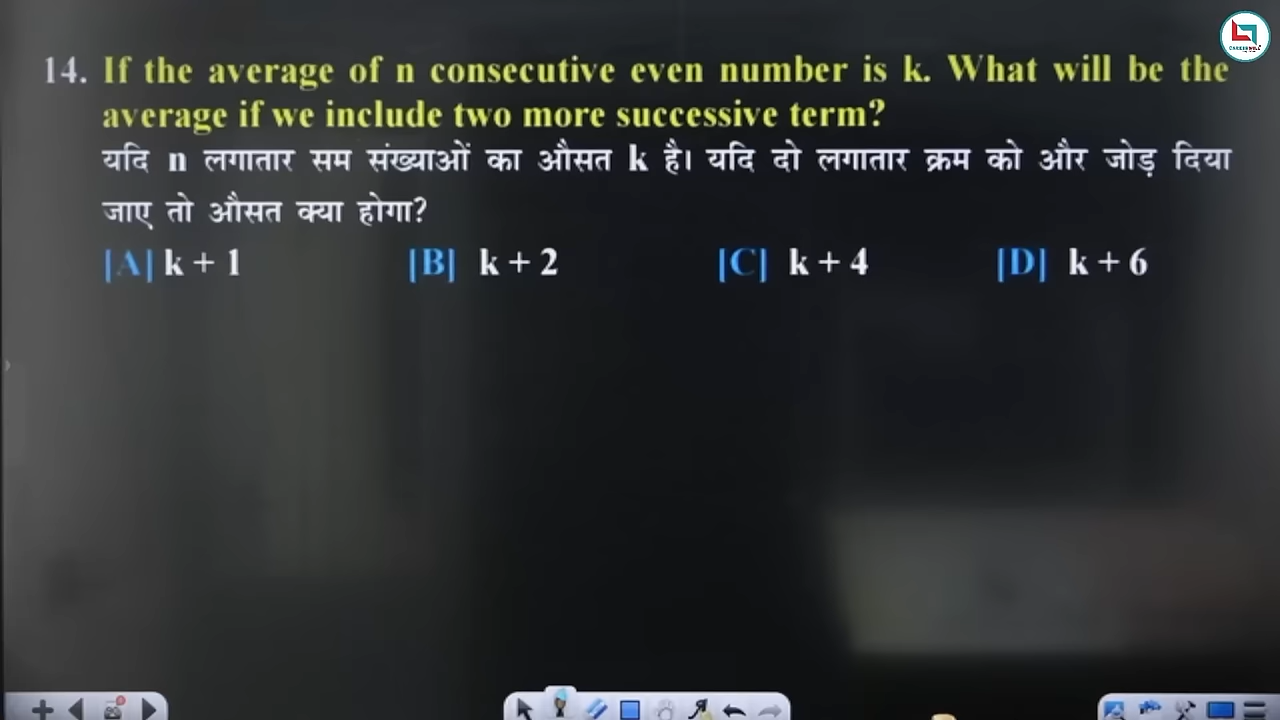 14. If the average of n consecutive even number is k. What will be the
average if we include two more successive term?
यदि n लगातार सम संख्याओं का औसत k है। यदि दो लगातार क्रम को और जोड़ दिया
जाए तो औसत क्या होगा?
[A] k + 1 [B] k + 2 [C] k + 4 [D] k + 6